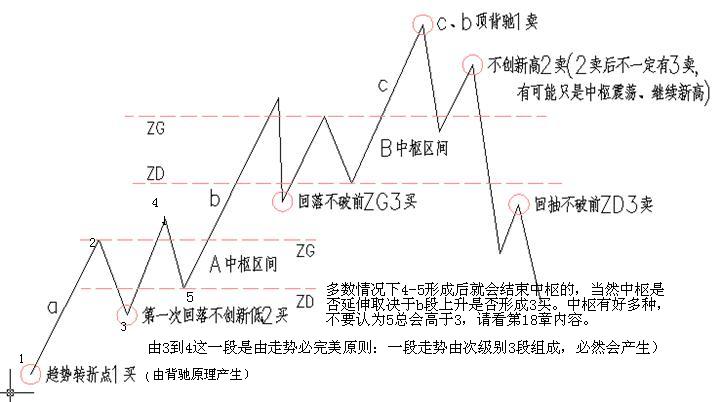 c、b顶背驰1卖
不创新高2卖(2卖后不一定有3卖,
有可能只是中枢震荡、继续新高)
c
ZG
B中枢区间
ZD
b
回落不破前ZG3买
回抽不破前ZD3卖
4
2
ZG
A中枢区间
5
ZD
a
3
第一次回落不创新低2买
多数情况下4-5形成后就会结束中枢的，当然中枢是
否延伸取决于b段上升是否形成3买。中枢有好多种，
不要认为5总会高于3，请看第18章内容。
由3到4这一段是由走势必完美原则：一段走势由次级别3段组成，必然会产生）
1
趋势转折点1买（由背驰原理产生）